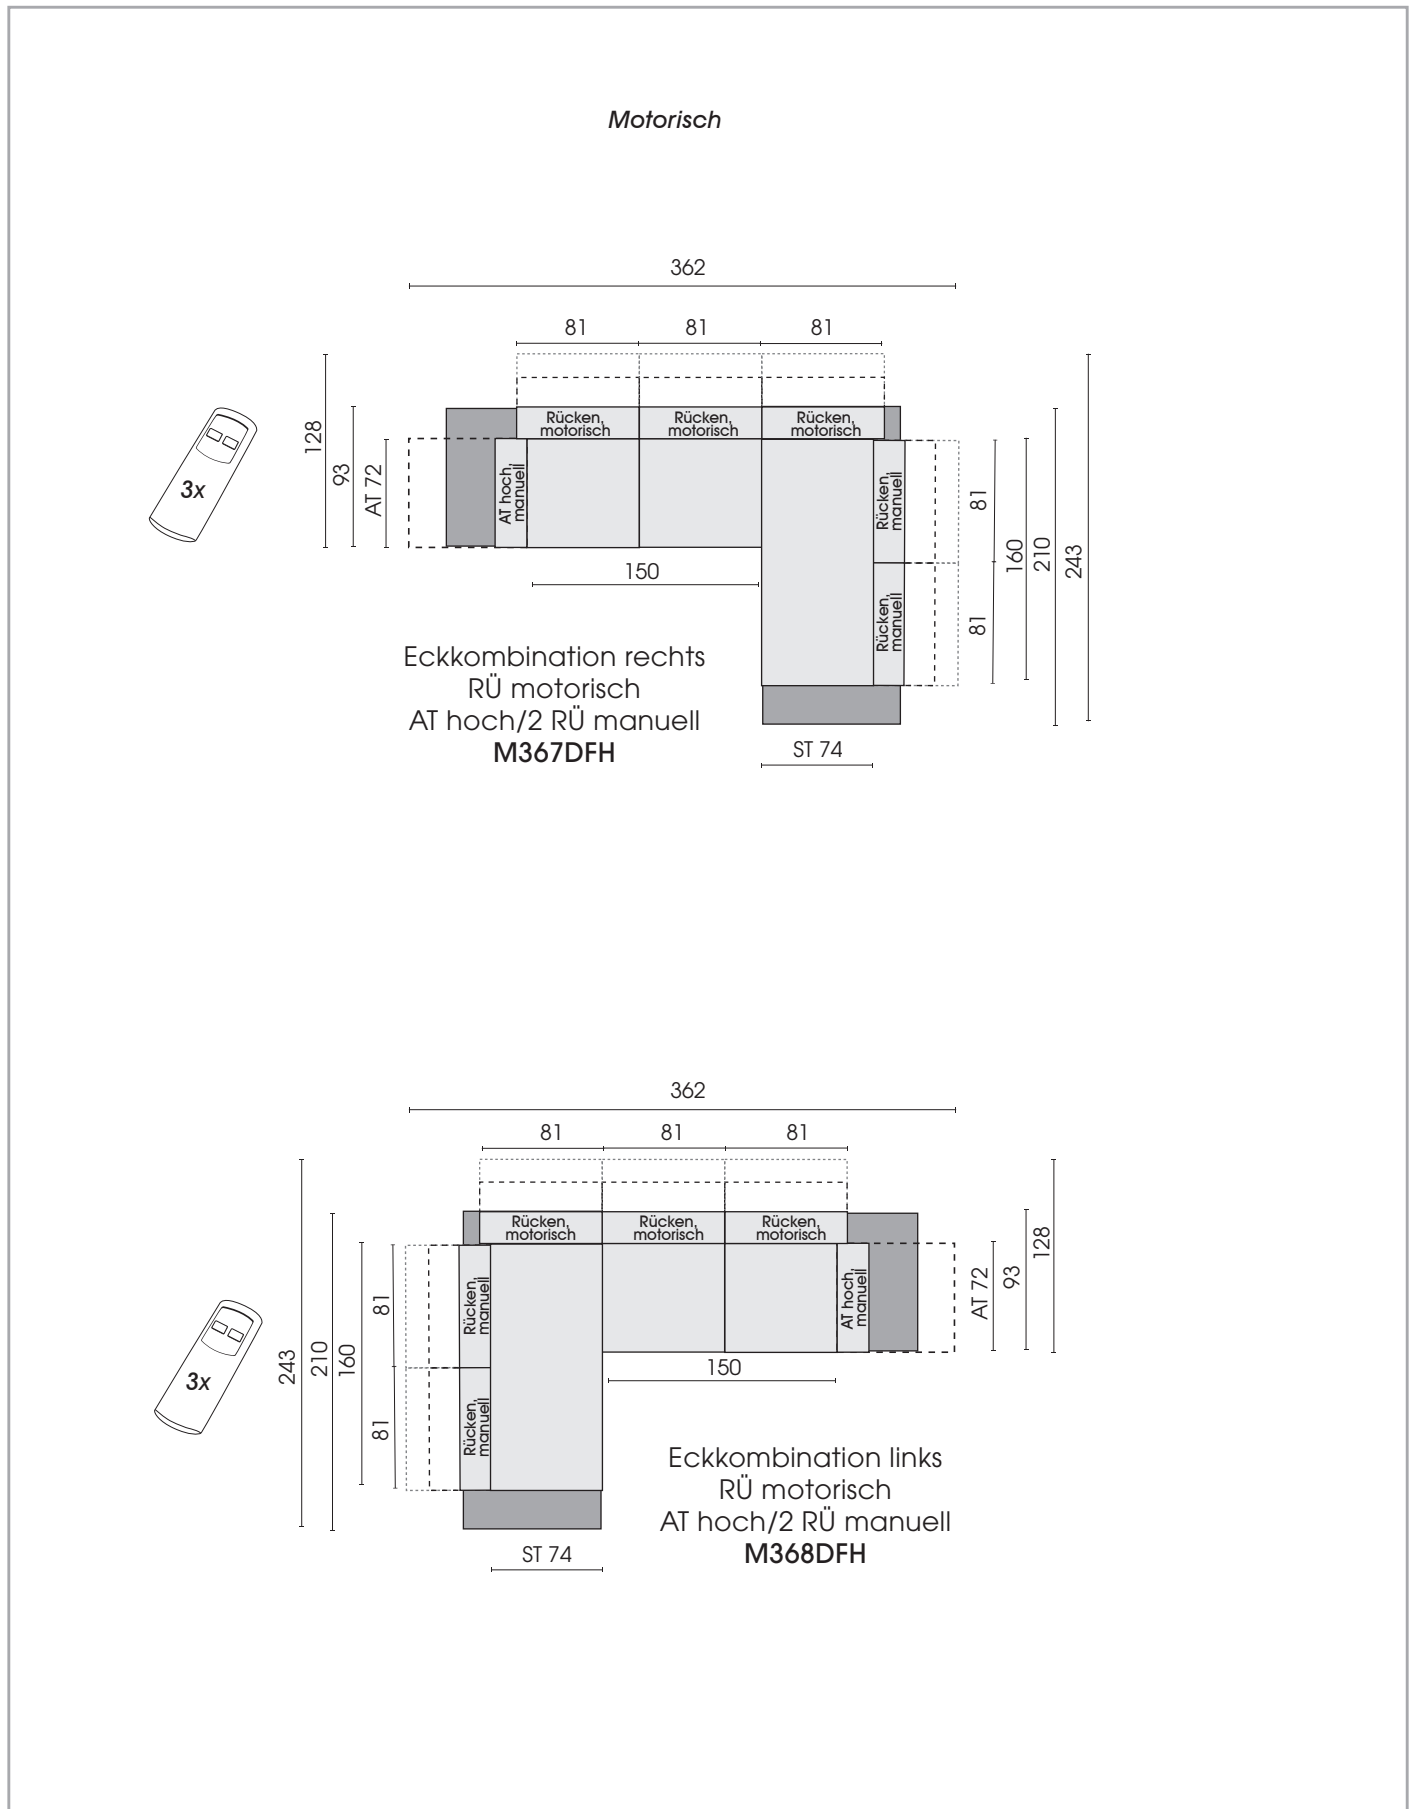 Motorisch
362
81 81 81
128
93
AT 72
3x
Rücken,
motorisch
Rücken,
motorisch
Rücken,
motorisch
AT hoch,
manuell
Rücken,
manuell
Rücken,
manuell
81
81
160
210
243
150
Eckkombination rechts
RÜ motorisch
AT hoch/2 RÜ manuell
M367DFH
ST 74
362
81 81 81
243
210
160
81
81
3x
Rücken,
motorisch
Rücken,
motorisch
Rücken,
motorisch
Rücken,
manuell
Rücken,
manuell
AT hoch,
manuell
AT 72
93
128
150
Eckkombination links
RÜ motorisch
AT hoch/2 RÜ manuell
M368DFH
ST 74